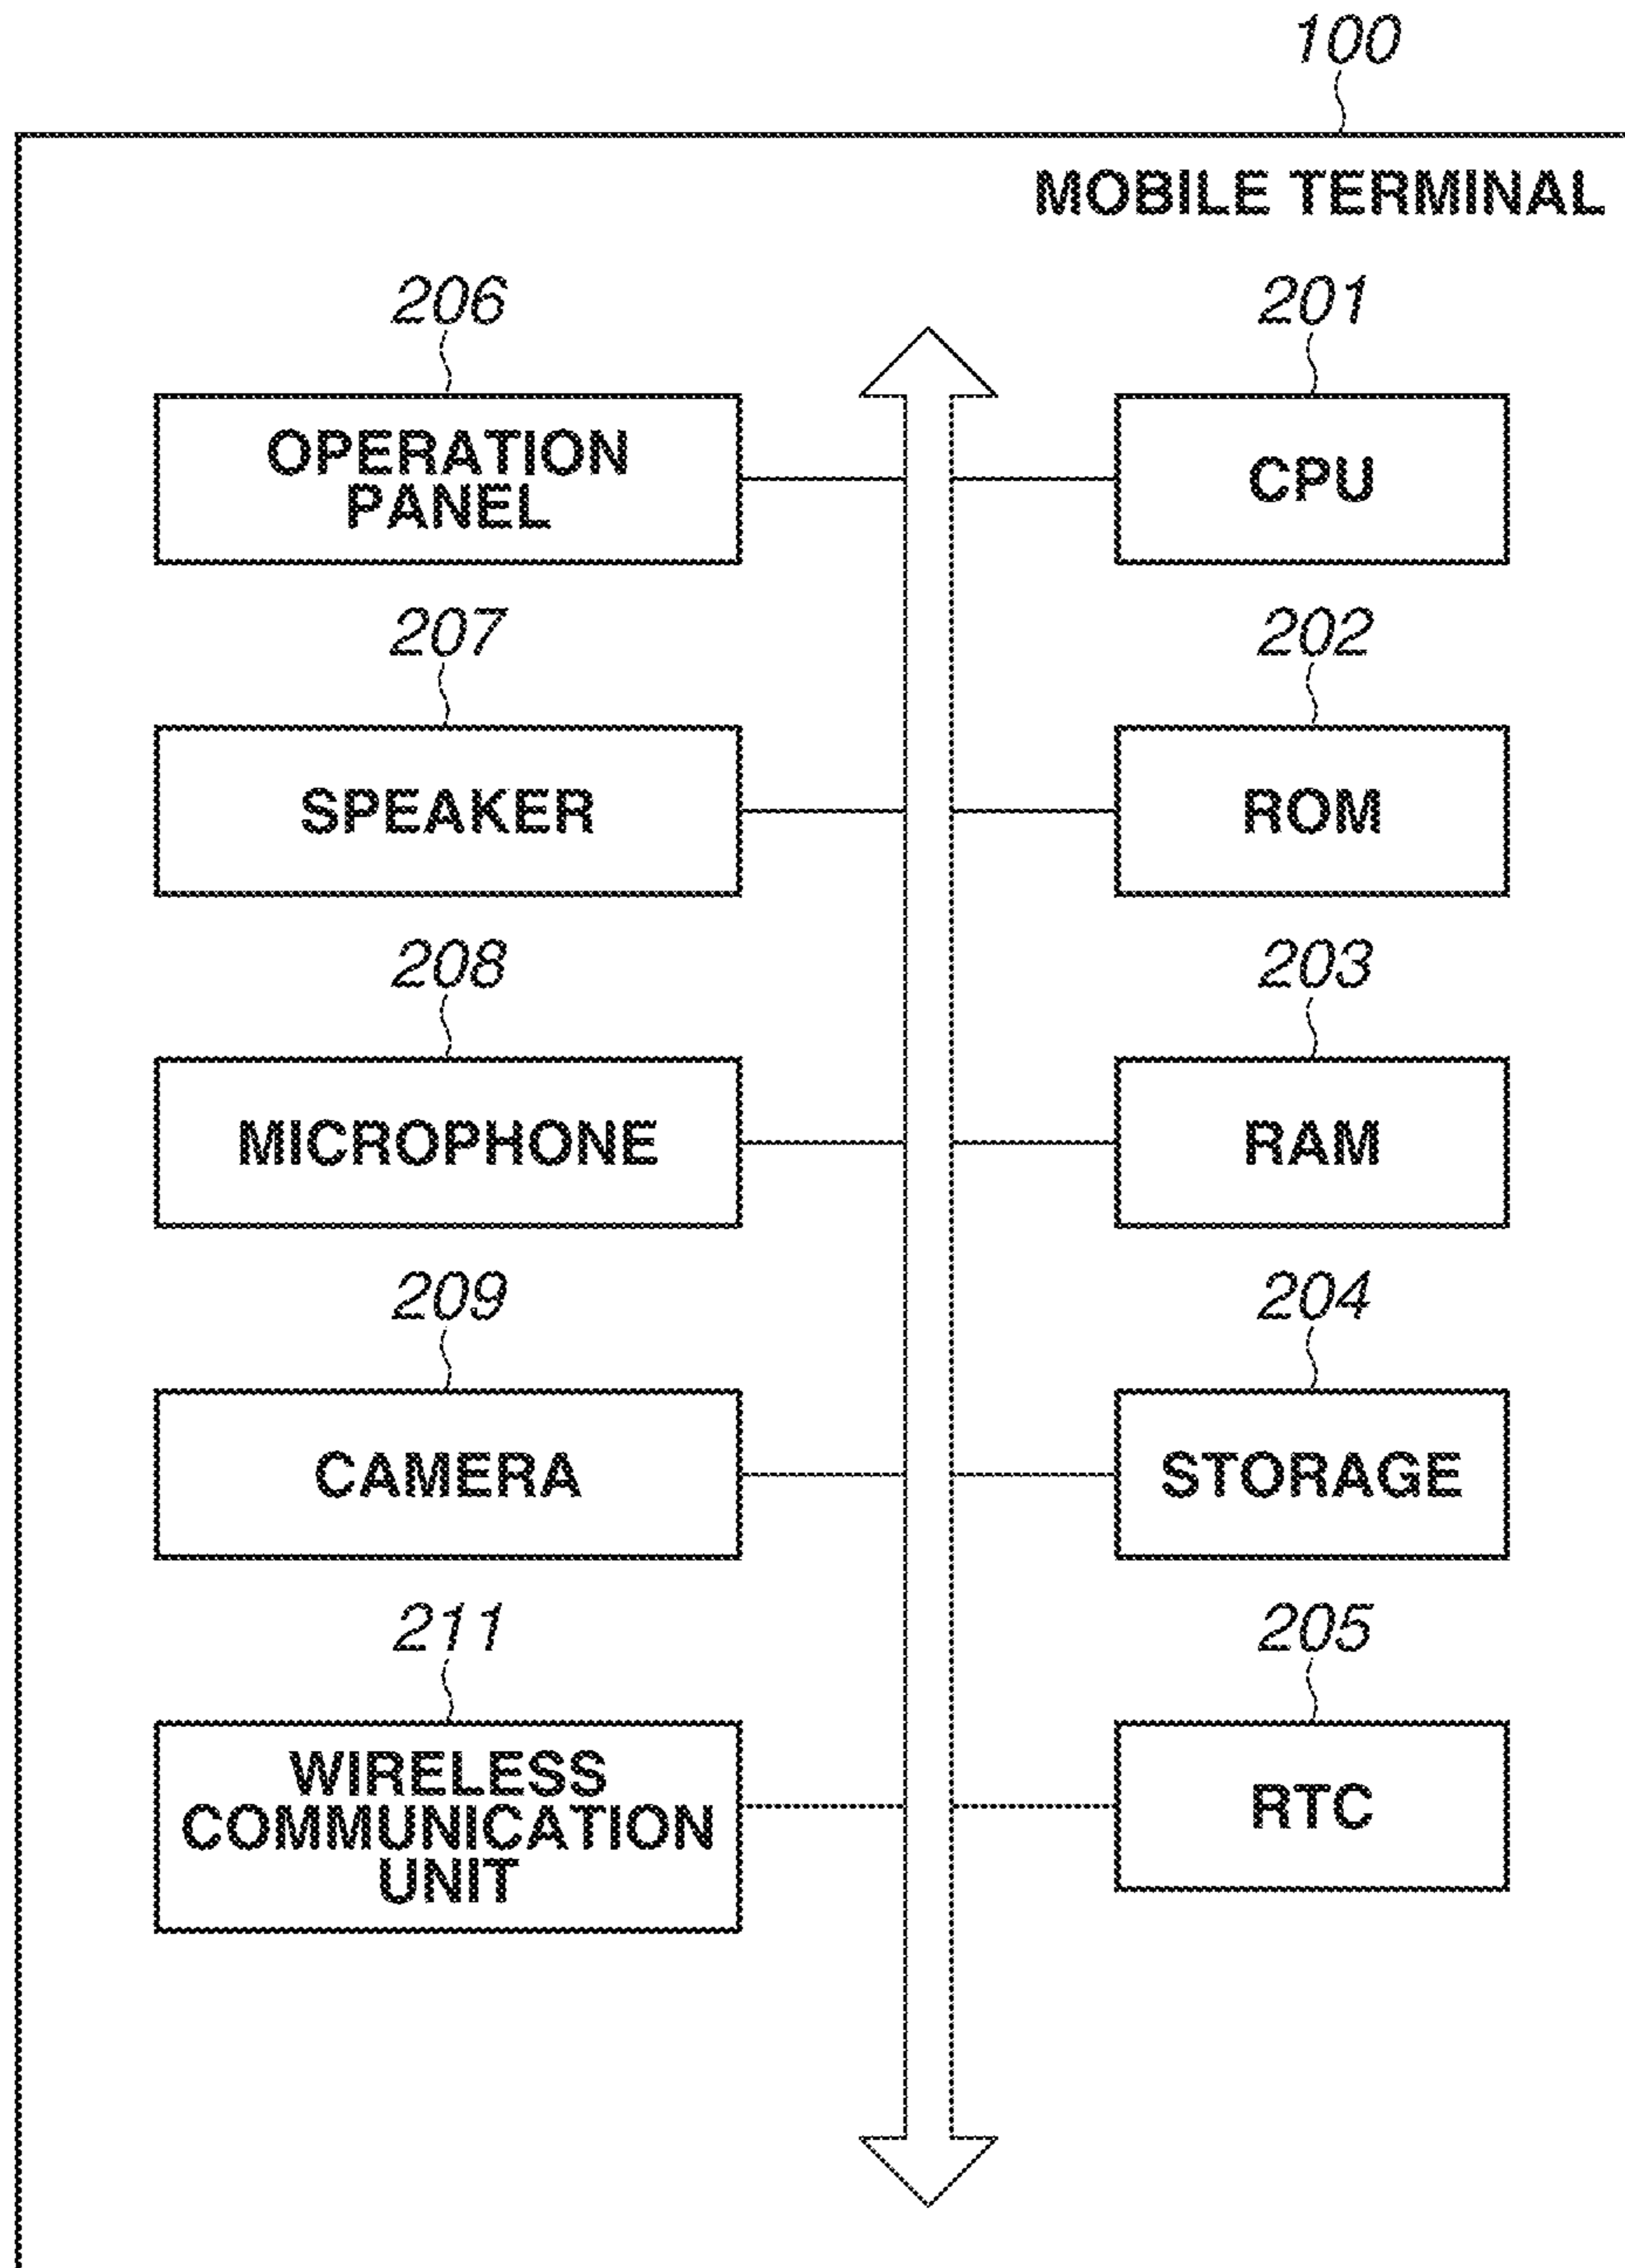 100
MOBILE TERMINAL
206
201
OPERATION
PANEL
CPU
207
202
SPEAKER
ROM
208
203
MICROPHONE
RAM
209
204
CAMERA
STORAGE
211
205
WIRELESS
COMMUNICATION
UNIT
RTC